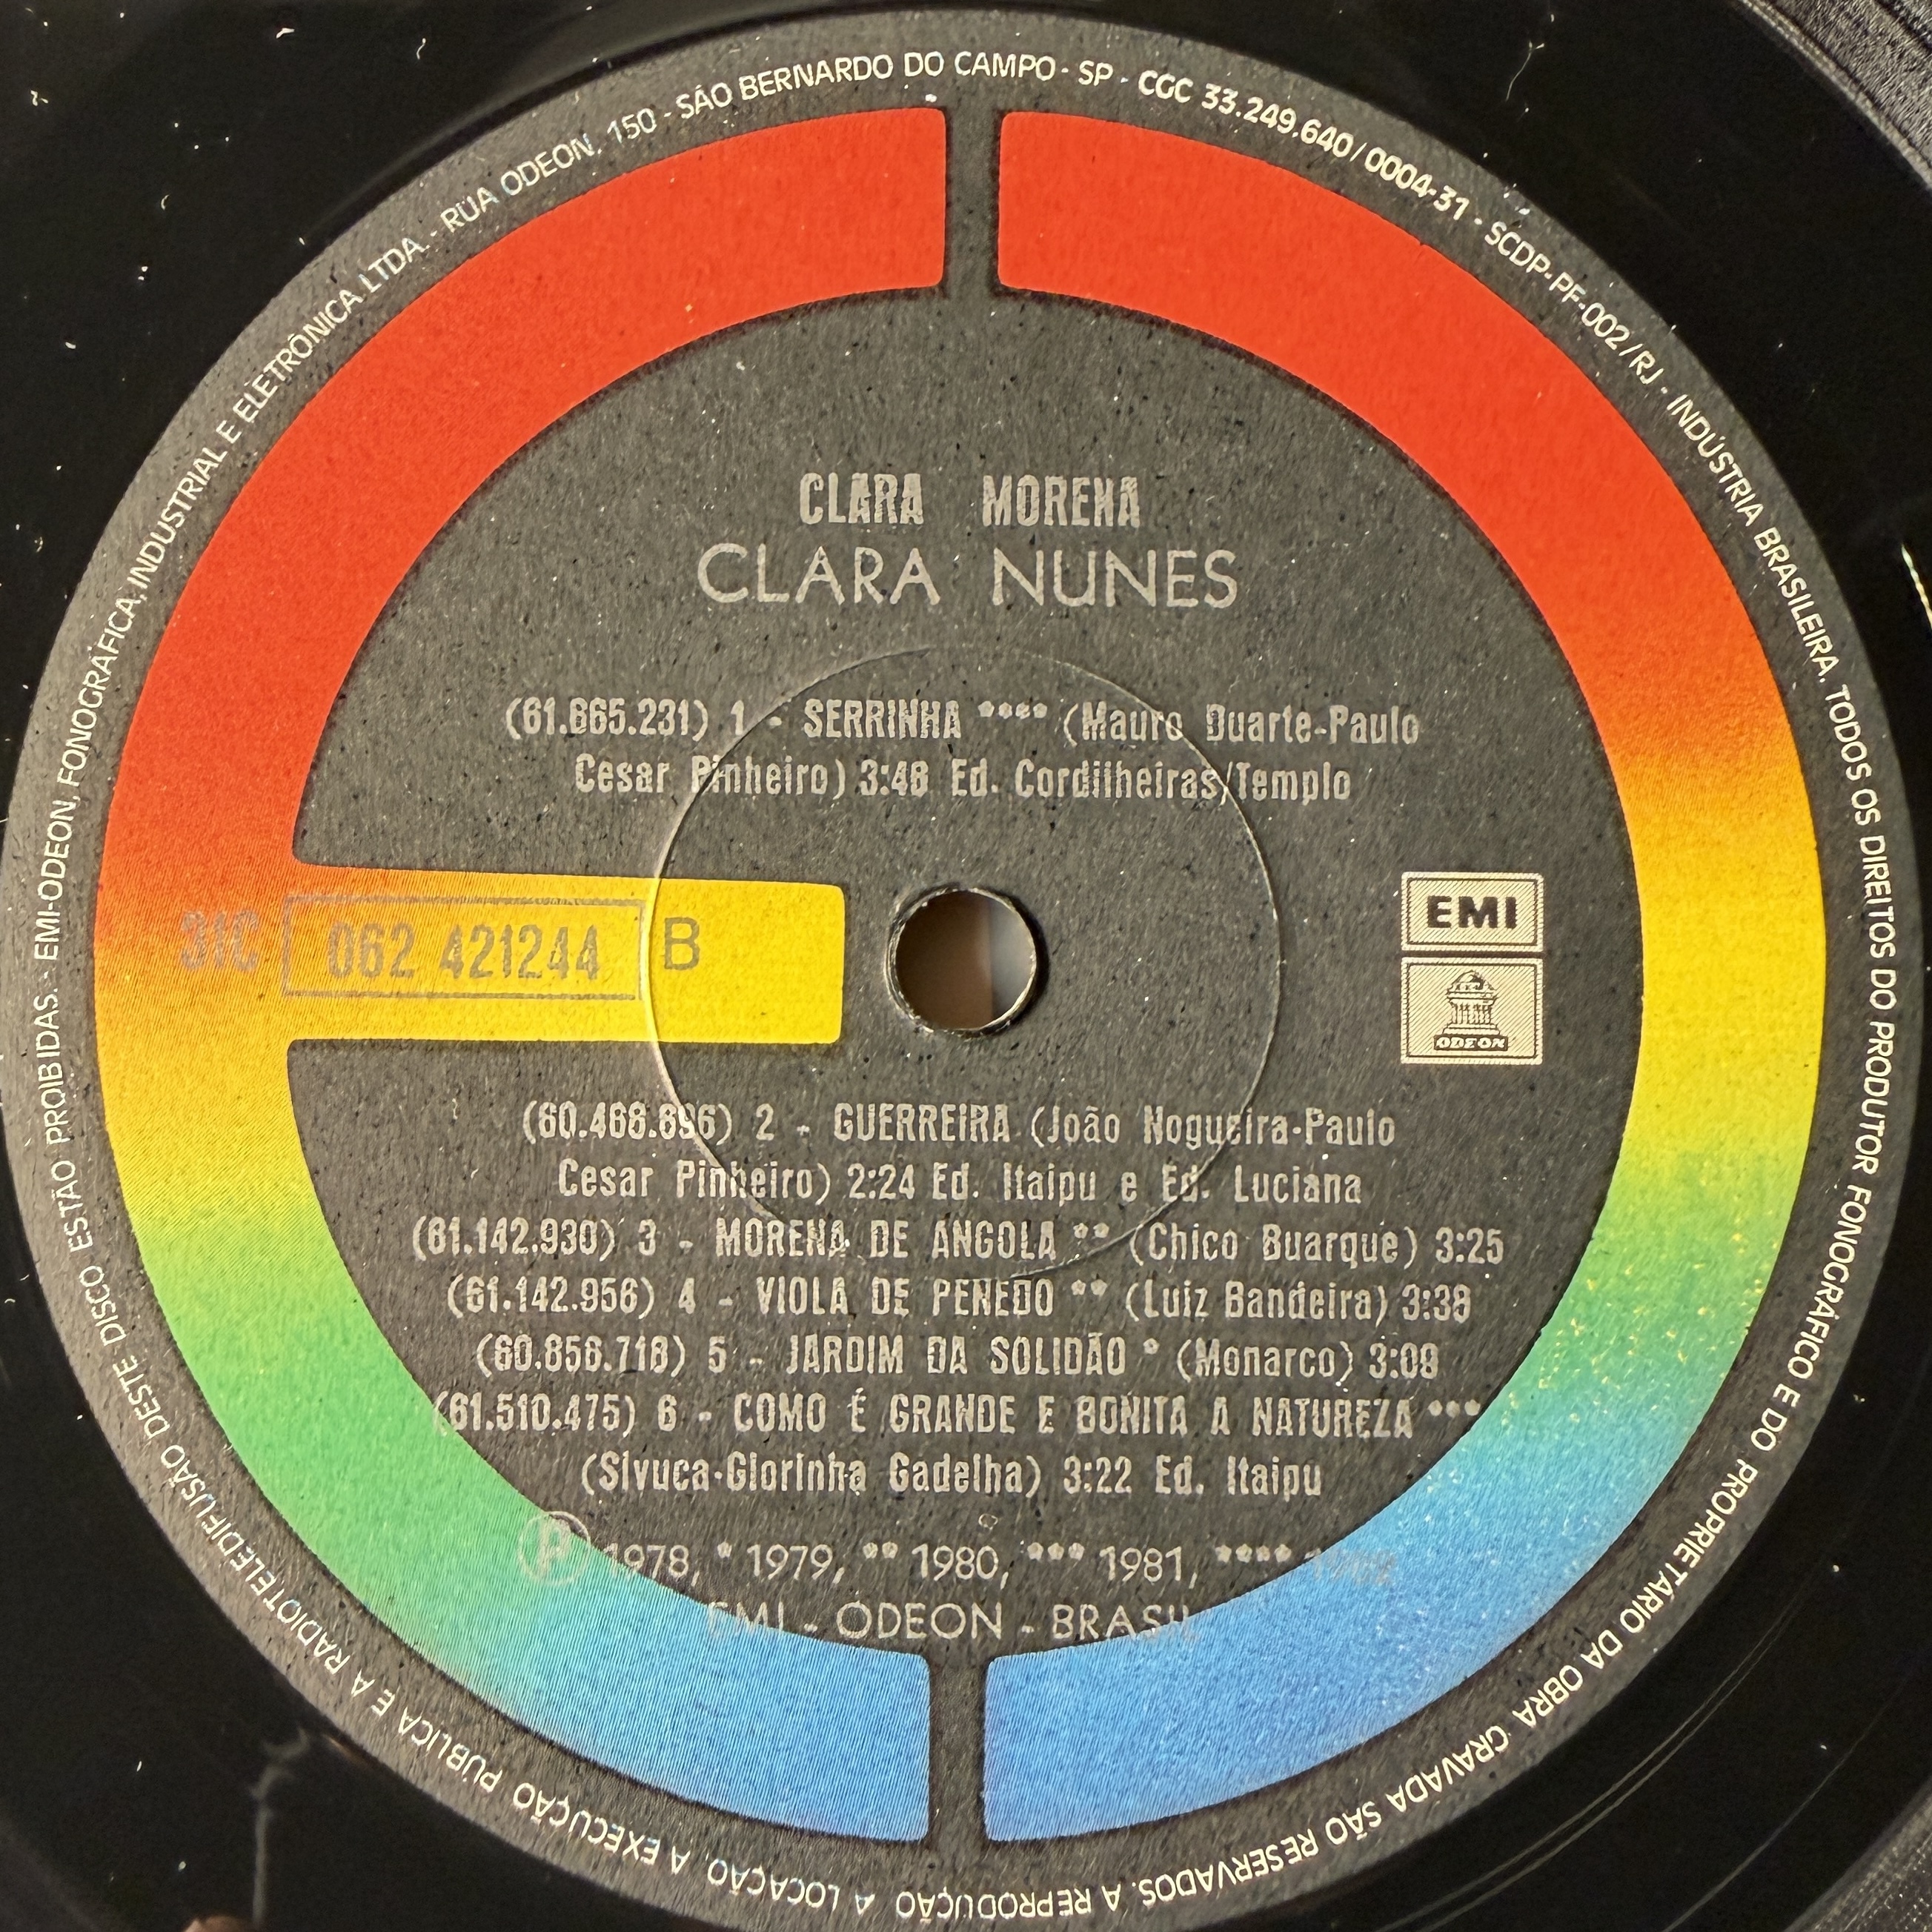 CLARA MORENA
CLARA NUNES
(61.865.231) 1 - SERRINHA **** (Mauro Duarte-Paulo
Cesar Pinheiro) 3:48 Ed. Cordilheiras/Templo
31C 062 421244 B
EMI
ODEON
(60.468.696) 2 - GUERREIRA (João Nogueira-Paulo
Cesar Pinheiro) 2:24 Ed. Itaipu e Ed. Luciana
(61.142.930) 3 - MORENA DE ANGOLA ** (Chico Buarque) 3:25
(61.142.956) 4 - VIOLA DE PENEDO ** (Luiz Bandeira) 3:38
(60.856.718) 5 - JARDIM DA SOLIDÃO * (Monarco) 3:08
(61.510.475) 6 - COMO É GRANDE E BONITA A NATUREZA ***
(Sivuca-Glorinha Gadelha) 3:22 Ed. Itaipu
Ⓟ 1978, * 1979, ** 1980, *** 1981, **** 1982
EMI - ODEON - BRASIL
EMI-ODEON, FONOGRÁFICA, INDUSTRIAL E ELETRÔNICA LTDA. - RUA ODEON, 150 - SÃO BERNARDO DO CAMPO - SP - CGC 33.249.640/0004-31 - SCDP-PF-002/RJ - INDÚSTRIA BRASILEIRA. TODOS OS DIREITOS DO PRODUTOR FONOGRÁFICO E DO PROPRIETÁRIO DA OBRA GRAVADA SÃO RESERVADOS. A REPRODUÇÃO, A LOCAÇÃO, A EXECUÇÃO PÚBLICA E A RADIOTELEDIFUSÃO DESTE DISCO ESTÃO PROIBIDAS. -